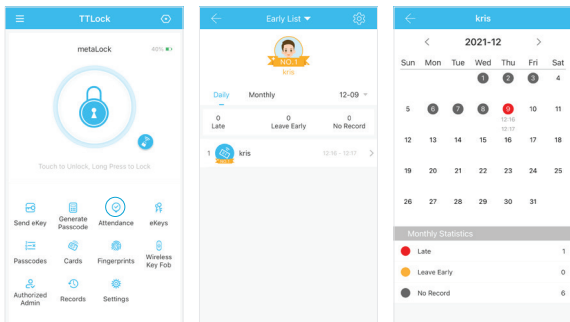 TTLock
metaLock
60%
Touch to Unlock, Long Press to Lock
Send eKey
Generate
Passcode
Attendance
eKeys
Passcodes
Cards
Fingerprints
Wireless
Key Fob
Authorized
Admin
Records
Settings
Early List
NO.1
kris
Daily
Monthly
12-09
0
0
0
Late
Leave Early
No Record
1
kris
12:16 - 12:17
kris
2021-12
Sun Mon Tue Wed Thu Fri Sat
1 2 3 4
5 6 7 8 9 10 11
12:16
12:17
12 13 14 15 16 17 18
19 20 21 22 23 24 25
26 27 28 29 30 31
Monthly Statistics
Late 1
Leave Early 0
No Record 6